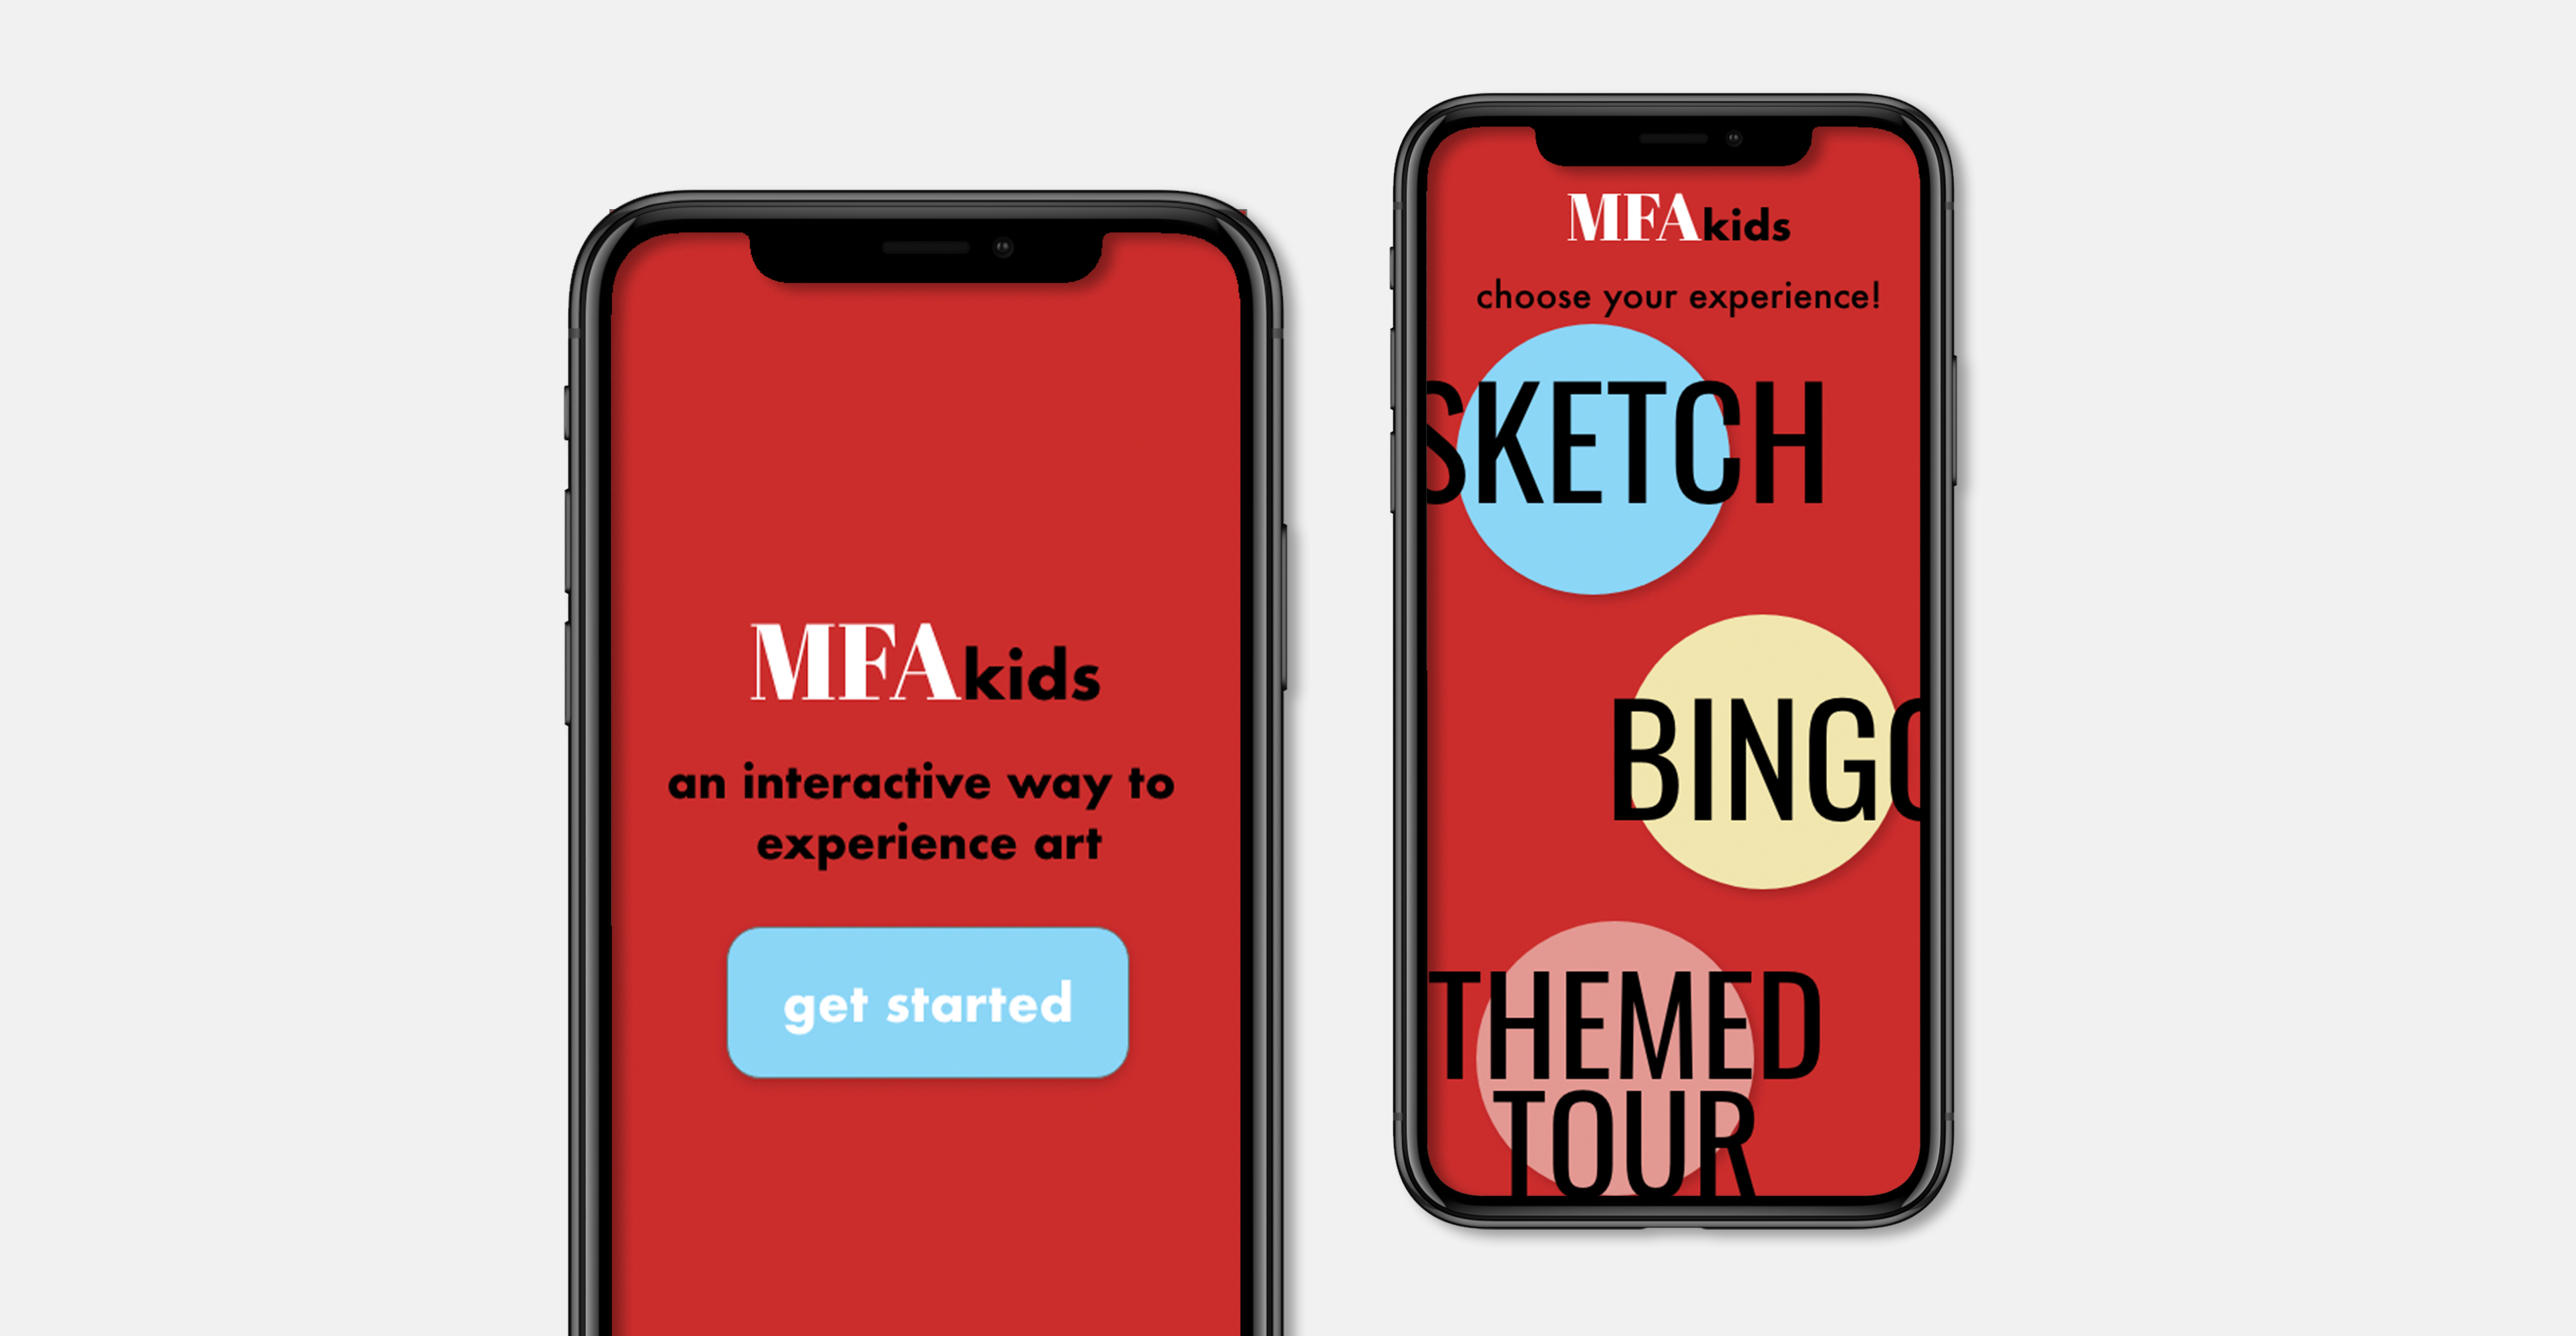 MFAkids
an interactive way to
experience art
get started
MFAkids
choose your experience!
SKETCH
BINGO
THEMED
TOUR